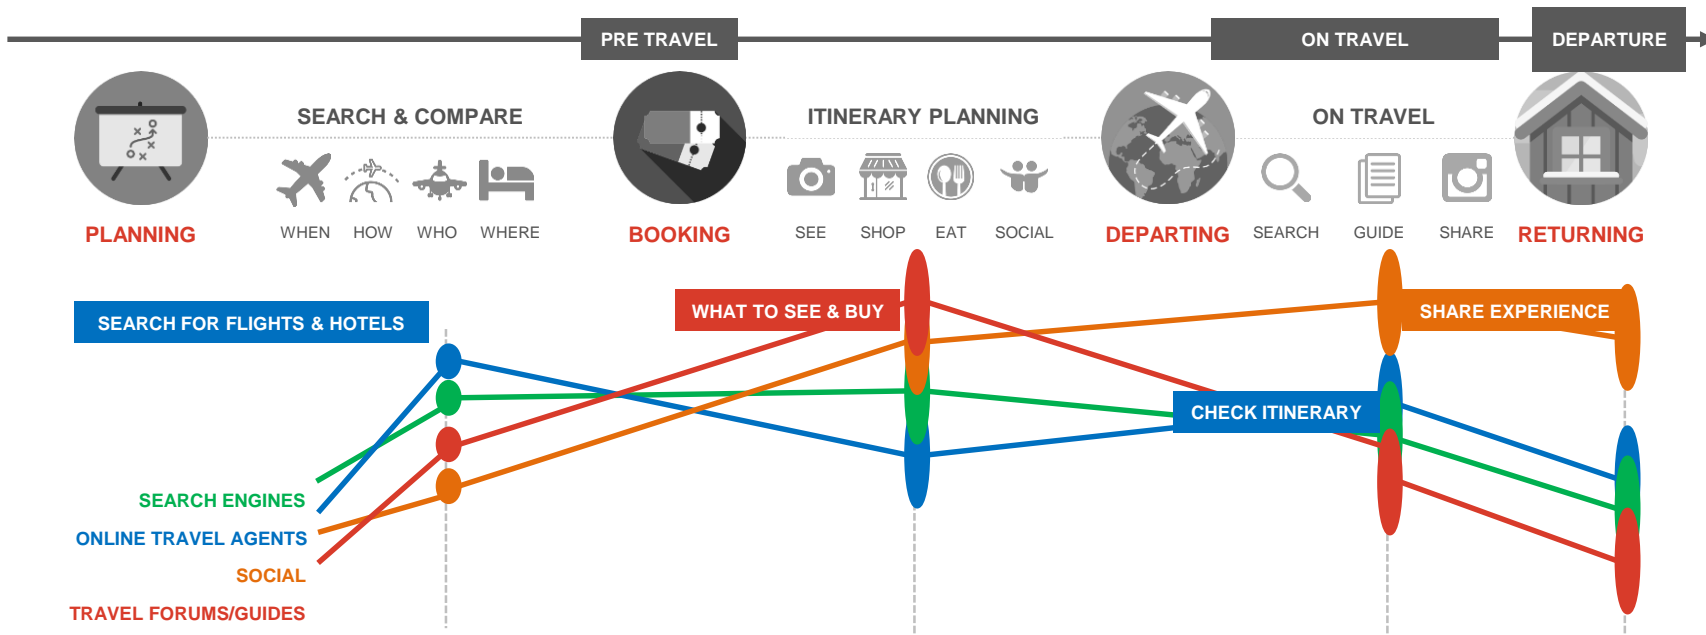 PRE TRAVEL
ON TRAVEL
DEPARTURE
SEARCH & COMPARE
ITINERARY PLANNING
ON TRAVEL
PLANNING
WHEN
HOW
WHO
WHERE
BOOKING
SEE
SHOP
EAT
SOCIAL
DEPARTING
SEARCH
GUIDE
SHARE
RETURNING
SEARCH FOR FLIGHTS & HOTELS
WHAT TO SEE & BUY
SHARE EXPERIENCE
CHECK ITINERARY
SEARCH ENGINES
ONLINE TRAVEL AGENTS
SOCIAL
TRAVEL FORUMS/GUIDES